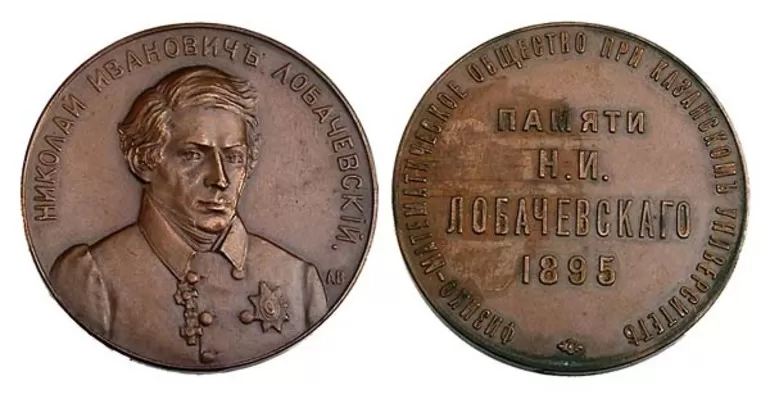 НИКОЛАЙ ИВАНОВИЧЪ ЛОБАЧЕВСКІЙ.
АВ
ФИЗИКО-МАТЕМАТИЧЕСКОЕ ОБЩЕСТВО ПРИ КАЗАНСКОМЪ УНИВЕРСИТЕТѢ
ПАМЯТИ
Н.И.
ЛОБАЧЕВСКАГО
1895